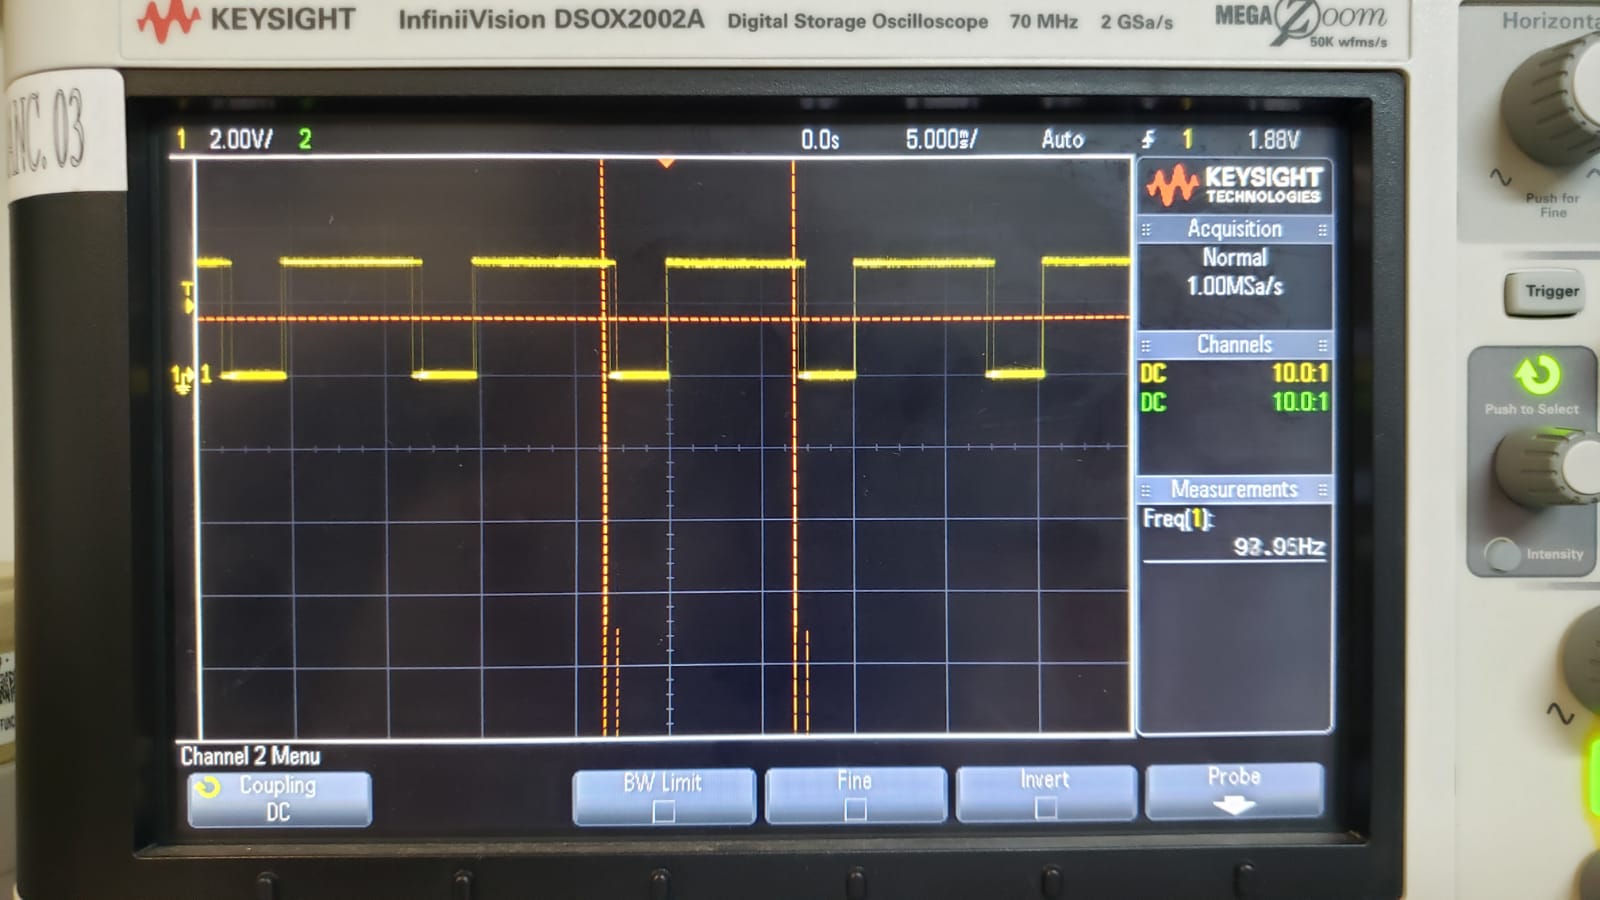 KEYSIGHT InfiniiVision DSOX2002A Digital Storage Oscilloscope 70 MHz 2 GSa/s MEGA Zoom
50K wfms/s
Horizonta
ANC. 03
1 2.00V/ 2 0.0s 5.000ms/ Auto 1 1.88V
KEYSIGHT
TECHNOLOGIES
Acquisition
Normal
1.00MSa/s
Channels
DC 10.0:1
DC 10.0:1
Measurements
Freq(1):
T
1 1
Channel 2 Menu
Coupling
DC
BW Limit
Fine
Invert
Probe
Push for
Fine
Trigger
Push to Select
Intensity